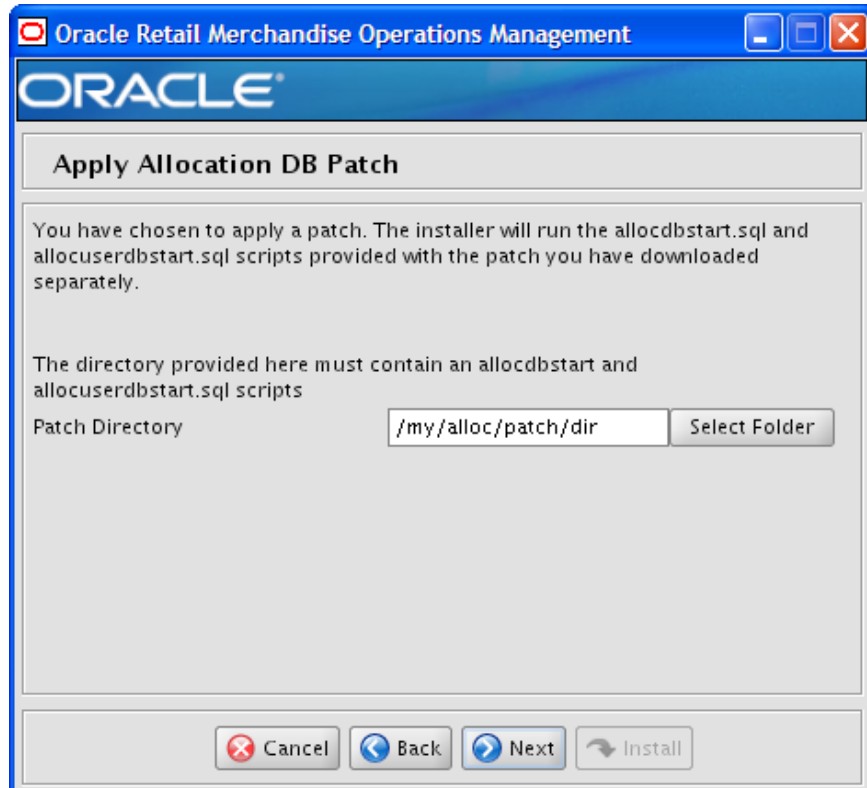 Oracle Retail Merchandise Operations Management
ORACLE®
Apply Allocation DB Patch
You have chosen to apply a patch. The installer will run the allocdbstart.sql and
allocuserdbstart.sql scripts provided with the patch you have downloaded
separately.
The directory provided here must contain an allocdbstart and
allocuserdbstart.sql scripts
Patch Directory /my/alloc/patch/dir Select Folder
Cancel Back Next Install